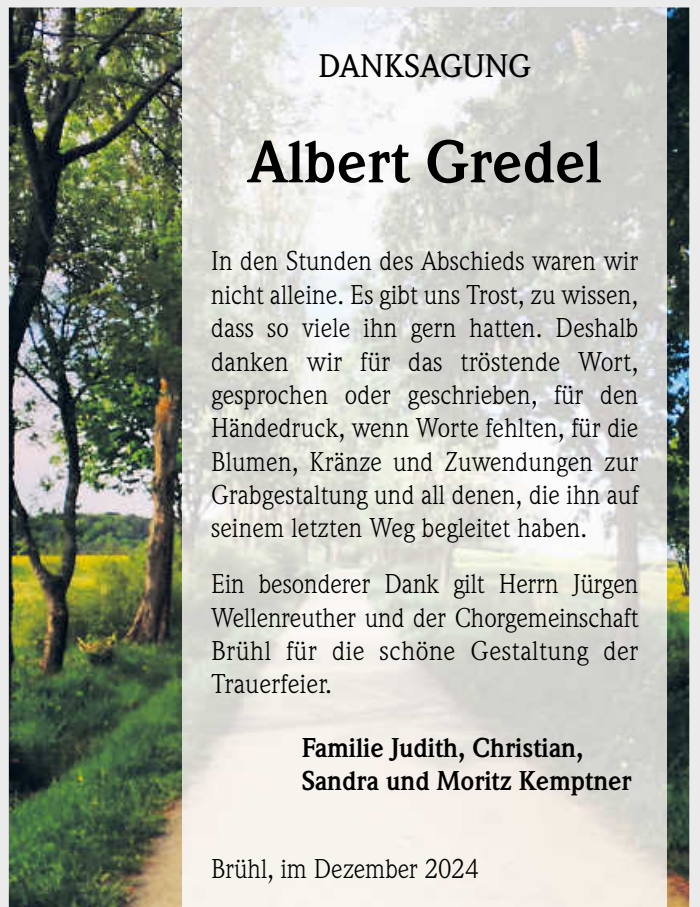 DANKSAGUNG
Albert Gredel
In den Stunden des Abschieds waren wir
nicht alleine. Es gibt uns Trost, zu wissen,
dass so viele ihn gern hatten. Deshalb
danken wir für das tröstende Wort,
gesprochen oder geschrieben, für den
Händedruck, wenn Worte fehlten, für die
Blumen, Kränze und Zuwendungen zur
Grabgestaltung und all denen, die ihn auf
seinem letzten Weg begleitet haben.
Ein besonderer Dank gilt Herrn Jürgen
Wellenreuther und der Chorgemeinschaft
Brühl für die schöne Gestaltung der
Trauerfeier.
Familie Judith, Christian,
Sandra und Moritz Kemptner
Brühl, im Dezember 2024